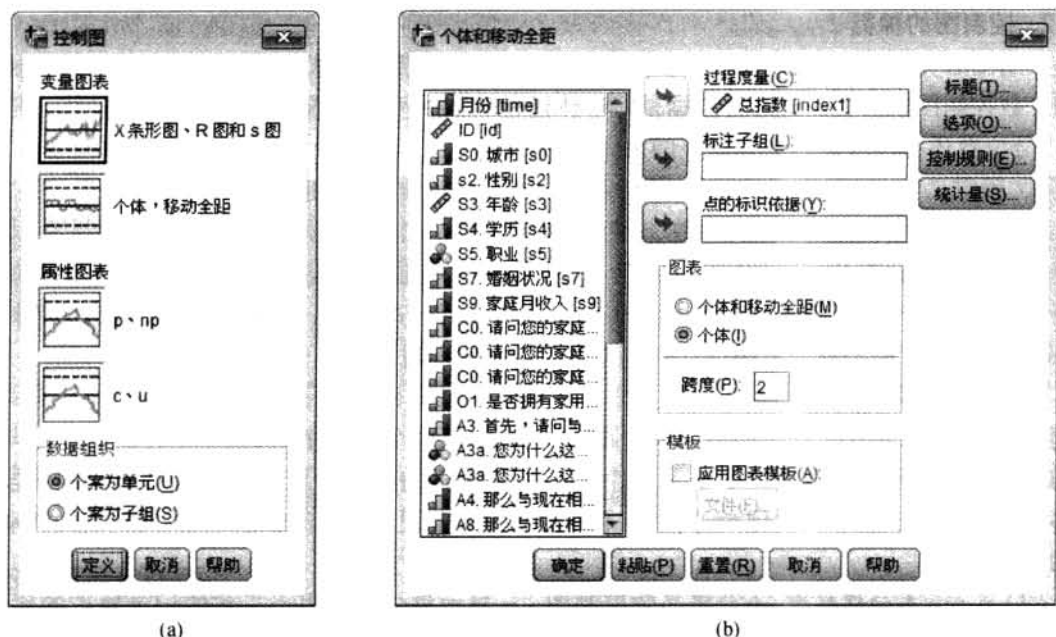 控制图
变量图表
X 条形图、R 图和 s 图
个体，移动全距
属性图表
p、np
c、u
数据组织
个案为单元(U)
个案为子组(S)
定义 取消 帮助
(a)
个体和移动全距
月份 [time]
ID [id]
S0. 城市 [s0]
s2. 性别 [s2]
S3. 年龄 [s3]
S4. 学历 [s4]
S5. 职业 [s5]
S7. 婚姻状况 [s7]
S9. 家庭月收入 [s9]
C0. 请问您的家庭...
C0. 请问您的家庭...
C0. 请问您的家庭...
O1. 是否拥有家用...
A3. 首先，请问与...
A3a. 您为什么这...
A3a. 您为什么这...
A4. 那么与现在相...
A8. 那么与现在相...
过程度量(C):
总指数 [index1]
标注子组(L):
点的标识依据(Y):
图表
个体和移动全距(M)
个体(I)
跨度(P): 2
模板
应用图表模板(A):
文件(F)...
标题(T)...
选项(O)...
控制规则(E)...
统计量(S)...
确定 粘贴(P) 重置(R) 取消 帮助
(b)